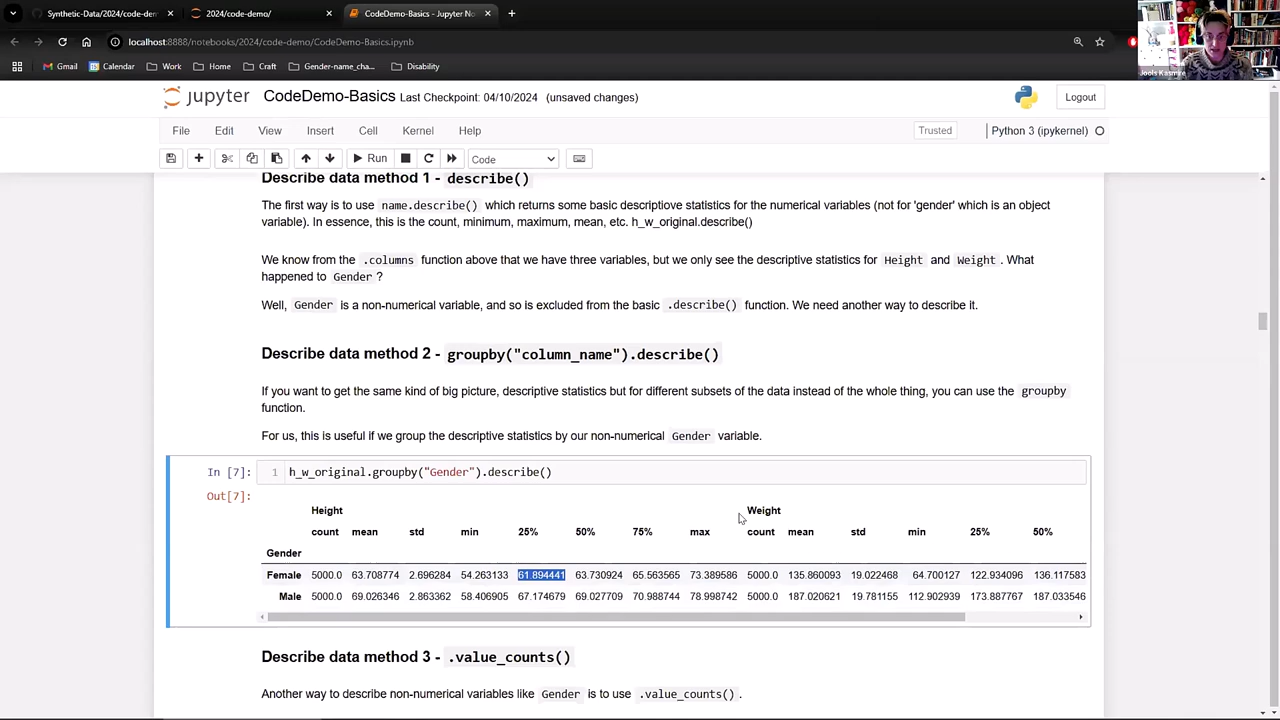 Synthetic-Data/2024/code-dem
2024/code-demo/
CodeDemo-Basics - Jupyter No
localhost:8888/notebooks/2024/code-demo/CodeDemo-Basics.ipynb
Gmail
Calendar
Work
Home
Craft
Gender-name_cha...
Disability
Jools Kasmire
jupyter
CodeDemo-Basics Last Checkpoint: 04/10/2024 (unsaved changes)
Logout
File Edit View Insert Cell Kernel Help
Trusted
Python 3 (ipykernel)
Run
Code
Describe data method 1 - describe()
The first way is to use name.describe() which returns some basic descriptiove statistics for the numerical variables (not for 'gender' which is an object
variable). In essence, this is the count, minimum, maximum, mean, etc. h_w_original.describe()
We know from the .columns function above that we have three variables, but we only see the descriptive statistics for Height and Weight . What
happened to Gender ?
Well, Gender is a non-numerical variable, and so is excluded from the basic .describe() function. We need another way to describe it.
Describe data method 2 - groupby("column_name").describe()
If you want to get the same kind of big picture, descriptive statistics but for different subsets of the data instead of the whole thing, you can use the groupby
function.
For us, this is useful if we group the descriptive statistics by our non-numerical Gender variable.
In [7]: 1 h_w_original.groupby("Gender").describe()
Out[7]:
Height Weight
count mean std min 25% 50% 75% max count mean std min 25% 50%
Gender
Female 5000.0 63.708774 2.696284 54.263133 61.894441 63.730924 65.563565 73.389586 5000.0 135.860093 19.022468 64.700127 122.934096 136.117583
Male 5000.0 69.026346 2.863362 58.406905 67.174679 69.027709 70.988744 78.998742 5000.0 187.020621 19.781155 112.902939 173.887767 187.033546
Describe data method 3 - .value_counts()
Another way to describe non-numerical variables like Gender is to use .value_counts() .